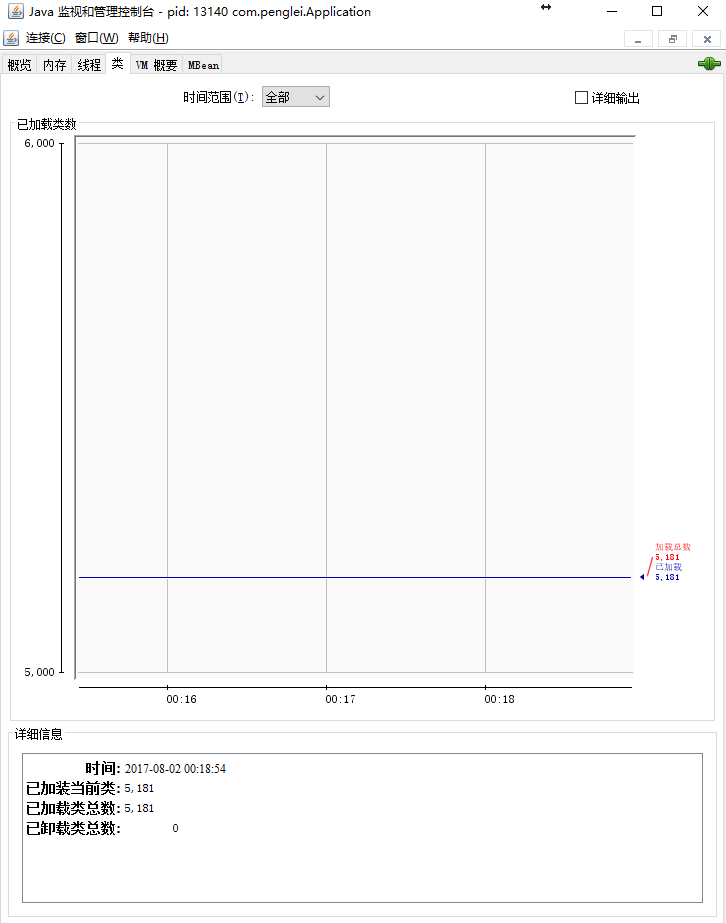 Java 监视和管理控制台 - pid: 13140 com.penglei.Application
连接(C) 窗口(W) 帮助(H)
概览 内存 线程 类 VM 概要 MBean
时间范围(T): 全部 详细输出
已加载类数
6,000
加载总数
5,181
已加载
5,181
5,000
00:16 00:17 00:18
详细信息
时间: 2017-08-02 00:18:54
已加装当前类: 5,181
已加载类总数: 5,181
已卸载类总数: 0